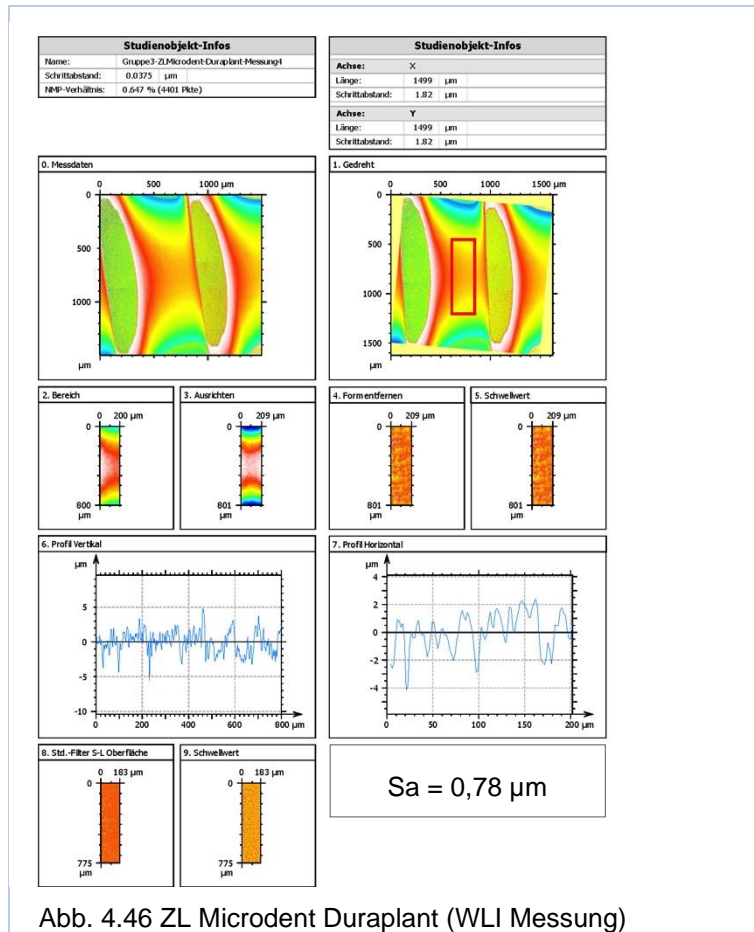 Studienobjekt-Infos
Name: Gruppe3-ZLMicrodent-Duraplant-Messung4
Schrittabstand: 0.0375 µm
NMP-Verhältnis: 0.647 % (4401 Pkte)
Studienobjekt-Infos
Achse: X
Länge: 1499 µm
Schrittabstand: 1.82 µm
Achse: Y
Länge: 1499 µm
Schrittabstand: 1.82 µm
0. Messdaten
0 500 1000 µm
0
500
1000
µm
1. Gedreht
0 500 1000 1500 µm
0
500
1000
1500
µm
2. Bereich
0 200 µm
0
800
µm
3. Ausrichten
0 209 µm
0
801
µm
4. Form entfernen
0 209 µm
0
801
µm
5. Schwellwert
0 209 µm
0
801
µm
6. Profil Vertikal
µm
5
0
-5
-10
0 200 400 600 800 µm
7. Profil Horizontal
µm
4
2
0
-2
-4
0 50 100 150 200 µm
8. Std.-Filter S-L Oberfläche
0 183 µm
0
775
µm
9. Schwellwert
0 183 µm
0
775
µm
Sa = 0,78 µm
Abb. 4.46 ZL Microdent Duraplant (WLI Messung)